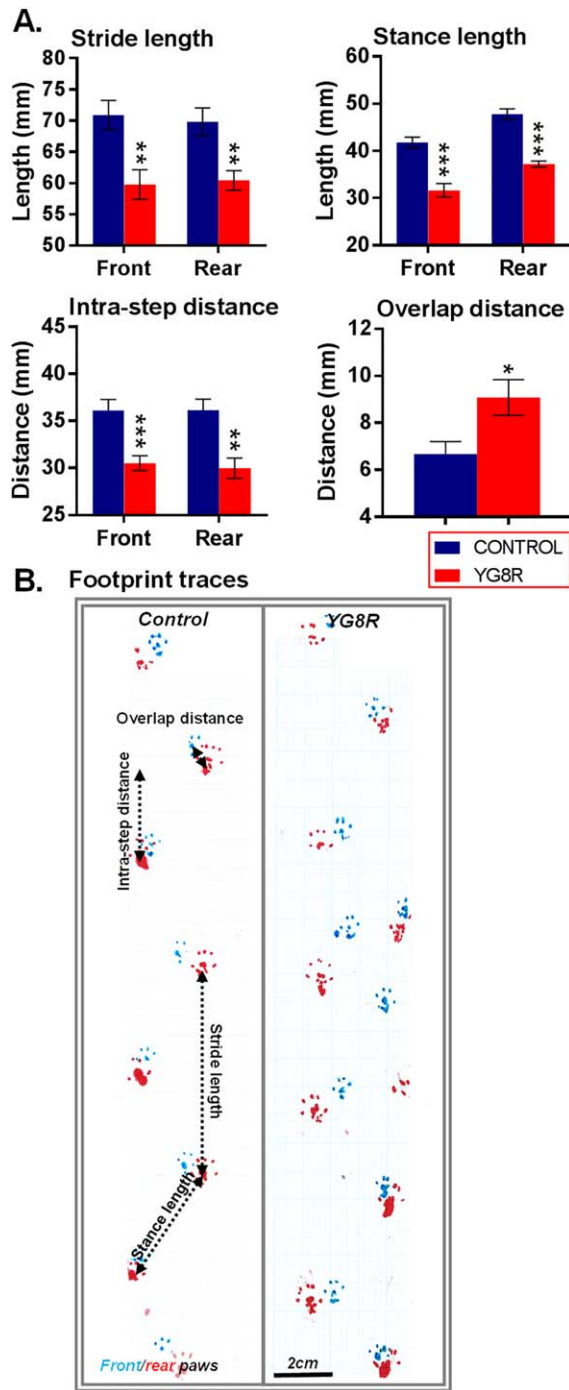 A.
Stride length
Length (mm)
75
70
65
60
55
50
**
**
Front
Rear
Stance length
Length (mm)
60
50
40
30
20
***
***
Front
Rear
Intra-step distance
Distance (mm)
45
40
35
30
25
***
**
Front
Rear
Overlap distance
Distance (mm)
12
10
8
6
4
*
CONTROL
YG8R
B. Footprint traces
Control
YG8R
Overlap distance
Intra-step distance
Stride length
Stance length
Front/rear paws
2cm